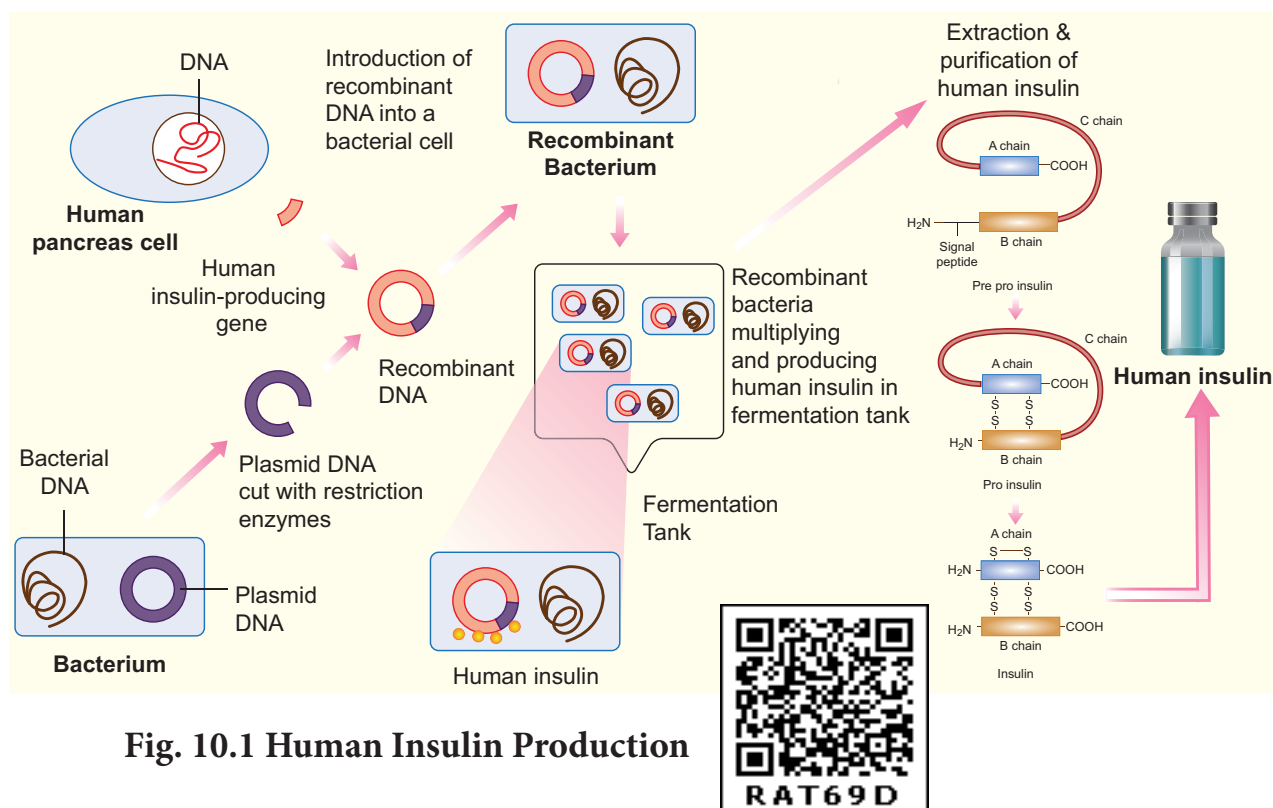 DNA
Human
pancreas cell
Introduction of
recombinant
DNA into a
bacterial cell
Recombinant
Bacterium
Human
insulin-producing
gene
Recombinant
DNA
Plasmid DNA
cut with restriction
enzymes
Bacterial
DNA
Plasmid
DNA
Bacterium
Recombinant
bacteria
multiplying
and producing
human insulin in
fermentation tank
Fermentation
Tank
Human insulin
Extraction &
purification of
human insulin
C chain
A chain
COOH
H₂N
Signal
peptide
B chain
Pre pro insulin
C chain
A chain
COOH
S S
S S
H₂N
B chain
Pro insulin
A chain
S S
H₂N COOH
S S
S S
H₂N COOH
B chain
Insulin
Human insulin
Fig. 10.1 Human Insulin Production
RAT69D